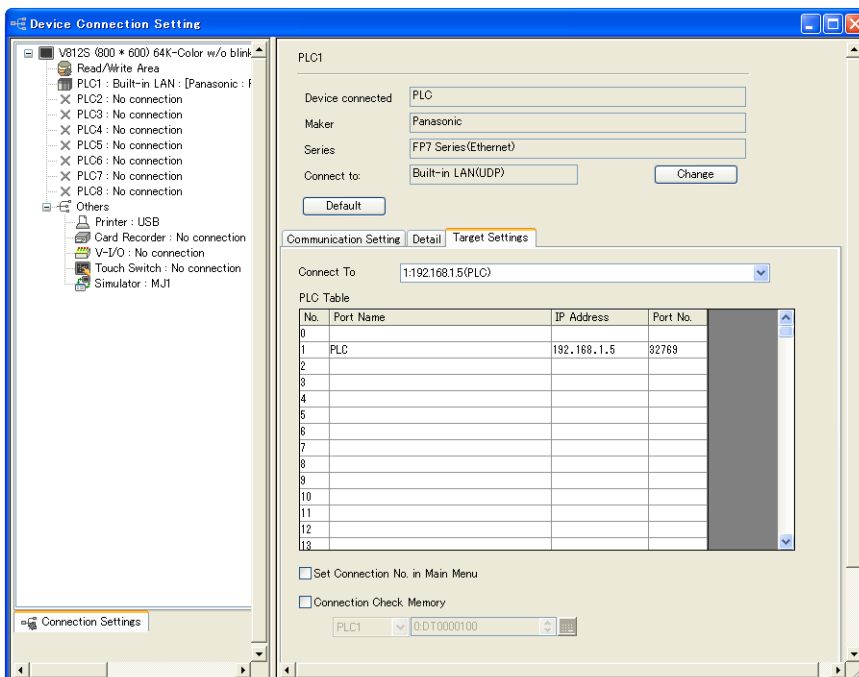 Device Connection Setting
V812S (800 * 600) 64K-Color w/o blink
Read/Write Area
PLC1 : Built-in LAN : [Panasonic : F
PLC2 : No connection
PLC3 : No connection
PLC4 : No connection
PLC5 : No connection
PLC6 : No connection
PLC7 : No connection
PLC8 : No connection
Others
Printer : USB
Card Recorder : No connection
V-I/O : No connection
Touch Switch : No connection
Simulator : MJ1
Connection Settings
PLC1
Device connected PLC
Maker Panasonic
Series FP7 Series(Ethernet)
Connect to: Built-in LAN(UDP) Change
Default
Communication Setting Detail Target Settings
Connect To 1:192.168.1.5(PLC)
PLC Table
No. Port Name IP Address Port No.
0
1 PLC 192.168.1.5 32769
2
3
4
5
6
7
8
9
10
11
12
13
Set Connection No. in Main Menu
Connection Check Memory
PLC1 0:DT0000100